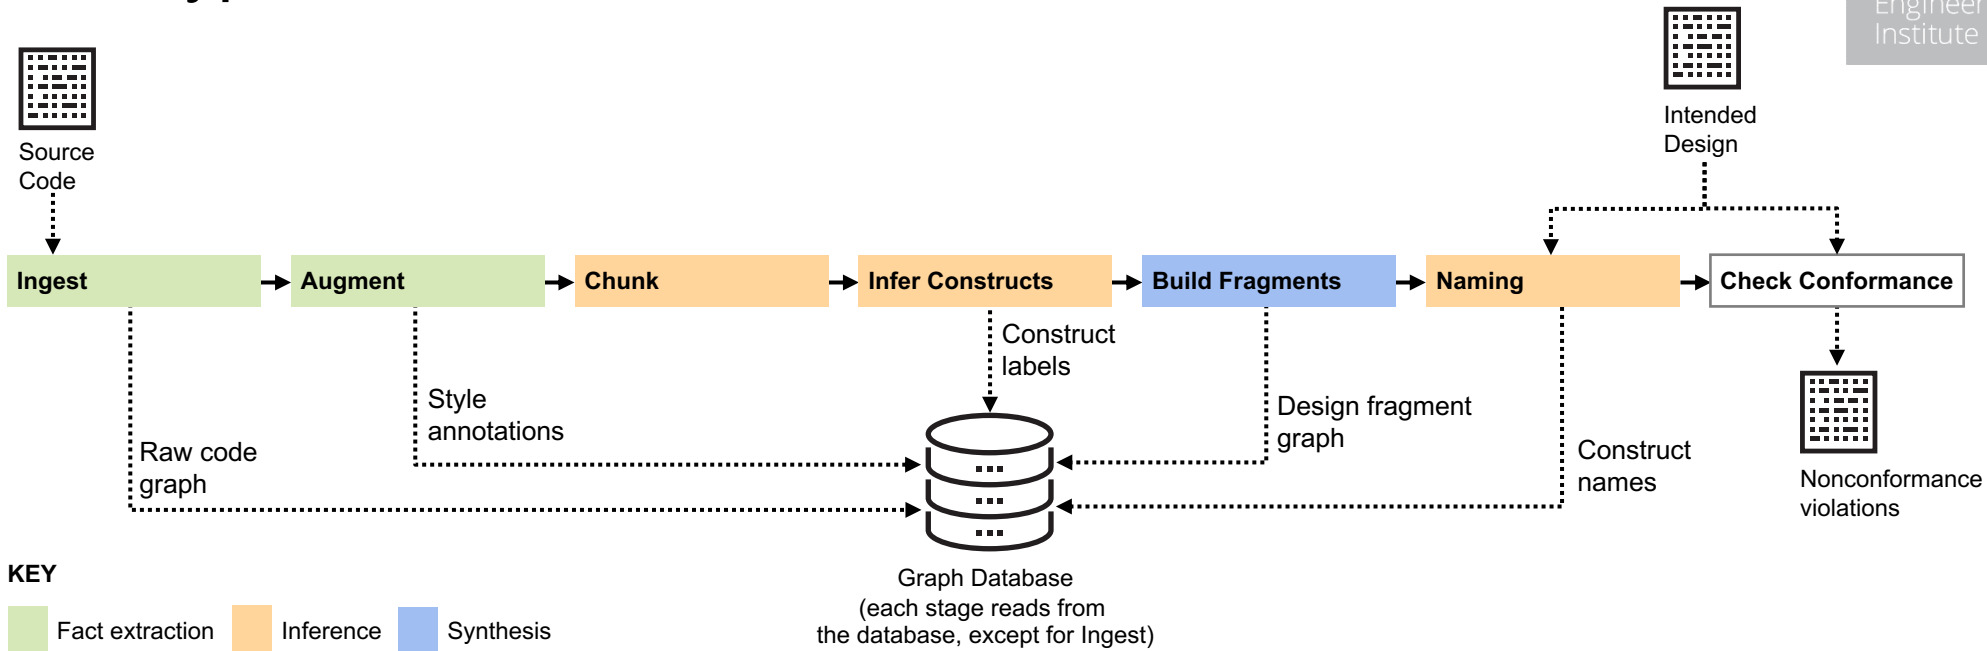 Engineer
Institute
Source
Code
Intended
Design
Ingest
Augment
Chunk
Infer Constructs
Build Fragments
Naming
Check Conformance
Construct
labels
Style
annotations
Design fragment
graph
Raw code
graph
Construct
names
Nonconformance
violations
Graph Database
(each stage reads from
the database, except for Ingest)
KEY
Fact extraction
Inference
Synthesis